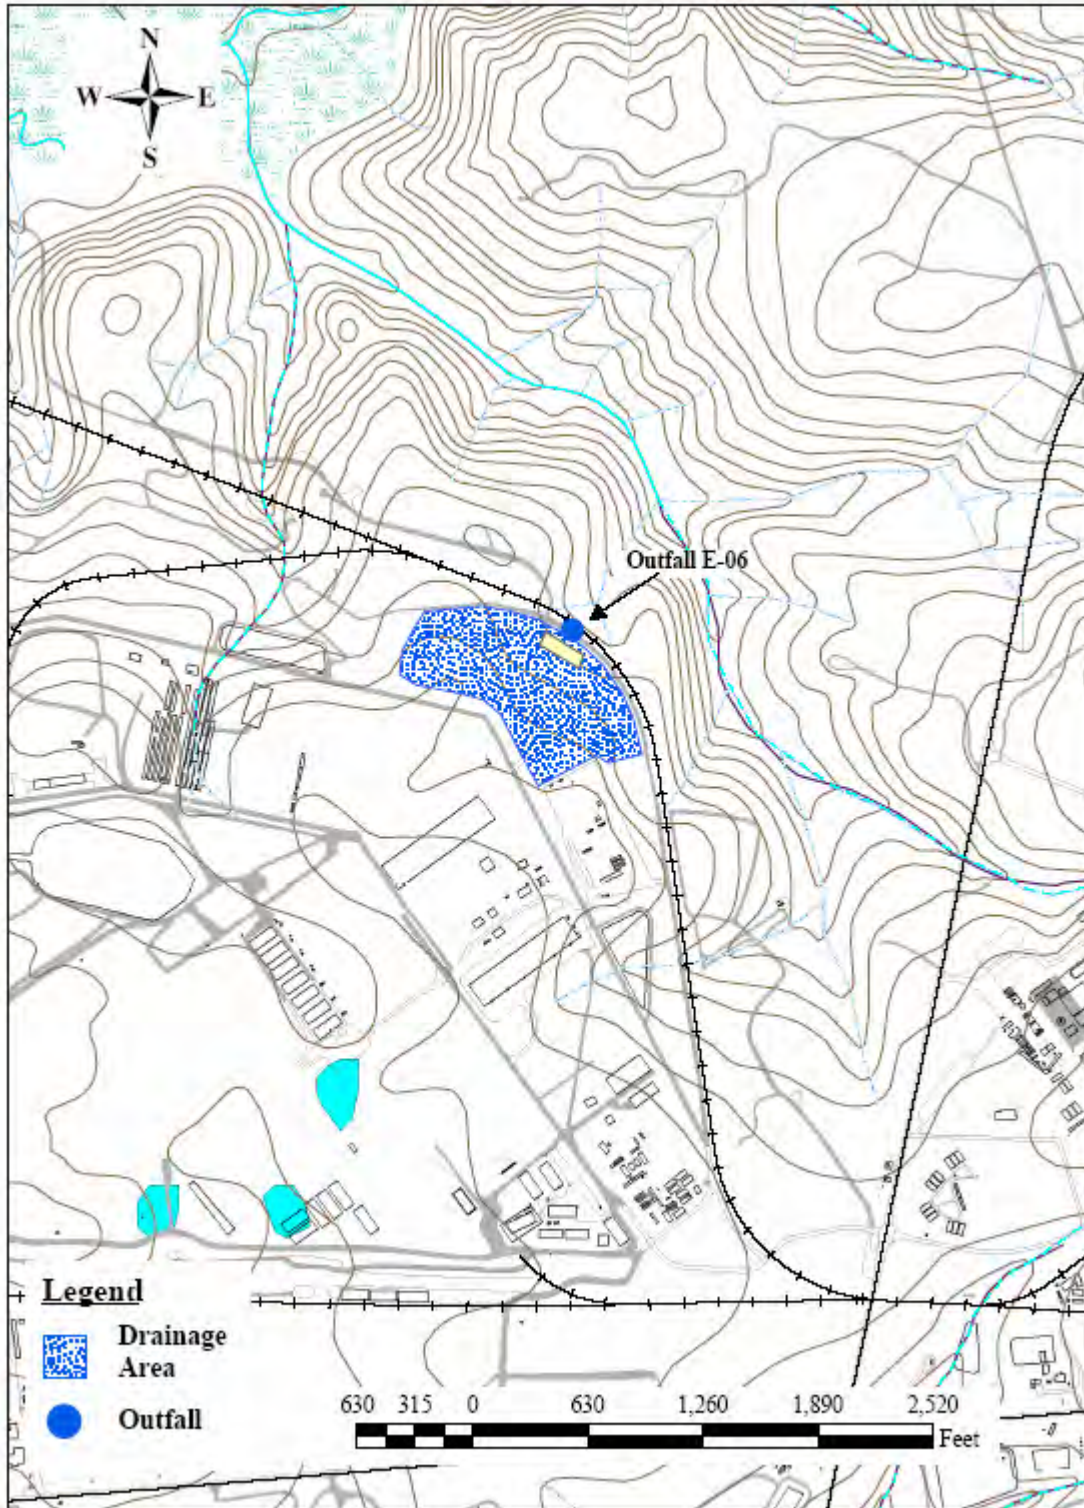 N
W E
S
Outfall E-06
Legend
Drainage
Area
Outfall
630 315 0 630 1,260 1,890 2,520
Feet